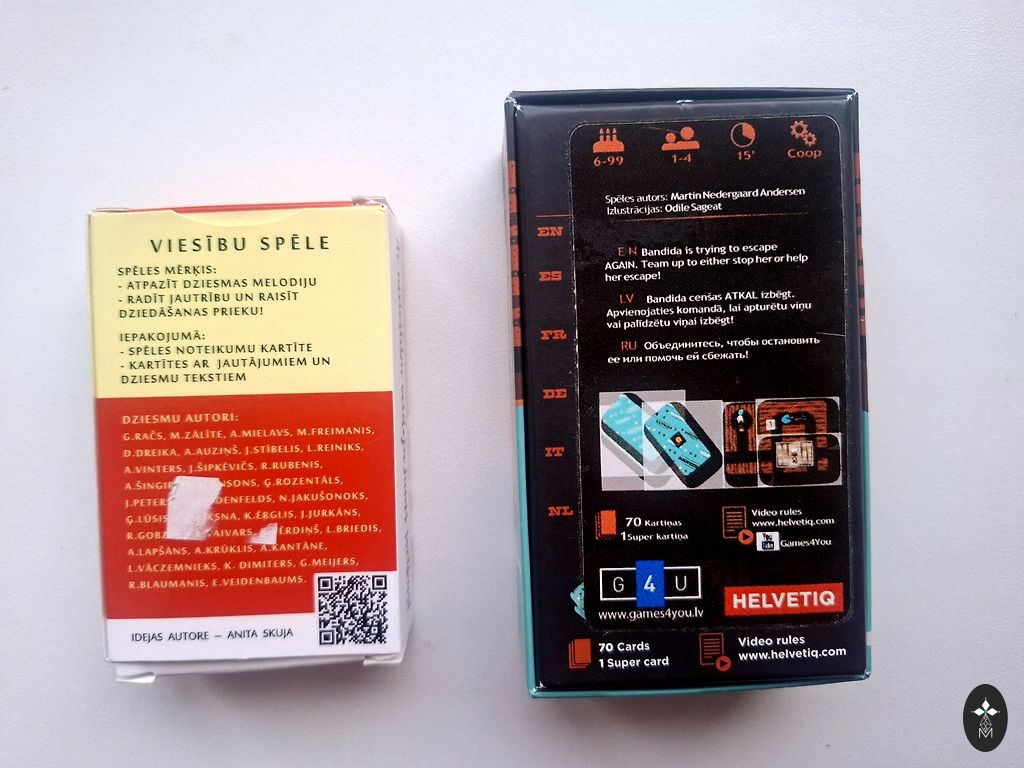 VIESĪBU SPĒLE
SPĒLES MĒRĶIS:
- ATPAZĪT DZIESMAS MELODIJU
- RADĪT JAUTRĪBU UN RAISĪT
DZIEDĀŠANAS PRIEKU!
IEPAKOJUMĀ:
- SPĒLES NOTEIKUMU KARTĪTE
- KARTĪTES AR JAUTĀJUMIEM UN
DZIESMU TEKSTIEM
DZIESMU AUTORI:
G.RAČS, M.ZĀLĪTE, A.MIELAVS, M.FREIMANIS,
D.DREIKA, A.AUZIŅŠ, J.STĪBELIS, L.REINIKS,
A.VINTERS, J.ŠIPKĒVIČS, R.RUBENIS,
Ģ.ROZENTĀLS,
N.JAKUŠONOKS,
K.ĒRGLIS, J.JURKĀNS,
L.BRIEDIS,
A.LAPŠĀNS, A.KRŪKLIS, A.KANTĀNE,
L.VĀCZEMNIEKS, K. DIMITERS, G.MEIJERS,
R.BLAUMANIS, E.VEIDENBAUMS.
IDEJAS AUTORE – ANITA SKUJA
6-99
1-4
15'
Coop
Spēles autors: Martin Nedergaard Andersen
Izlustrācijas: Odile Sageat
EN
ES
FR
DE
IT
NL
EN Bandida is trying to escape
AGAIN. Team up to either stop her or help
her escape!
LV Bandida cenšas ATKAL izbēgt.
Apvienojaties komandā, lai apturētu viņu
vai palīdzētu viņai izbēgt!
RU Объединитесь, чтобы остановить
ее или помочь ей сбежать!
70 Kartiņas
1 Super kartiņa
Video rules
www.helvetiq.com
Games4You
G 4 U
www.games4you.lv
HELVETIQ
70 Cards
1 Super card
Video rules
www.helvetiq.com
M